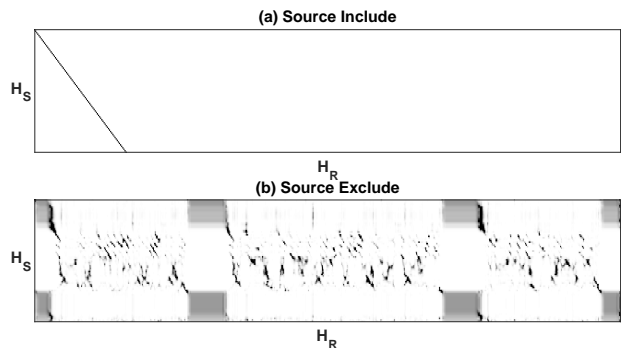 (a) Source Include
H_S
H_R
(b) Source Exclude
H_S
H_R